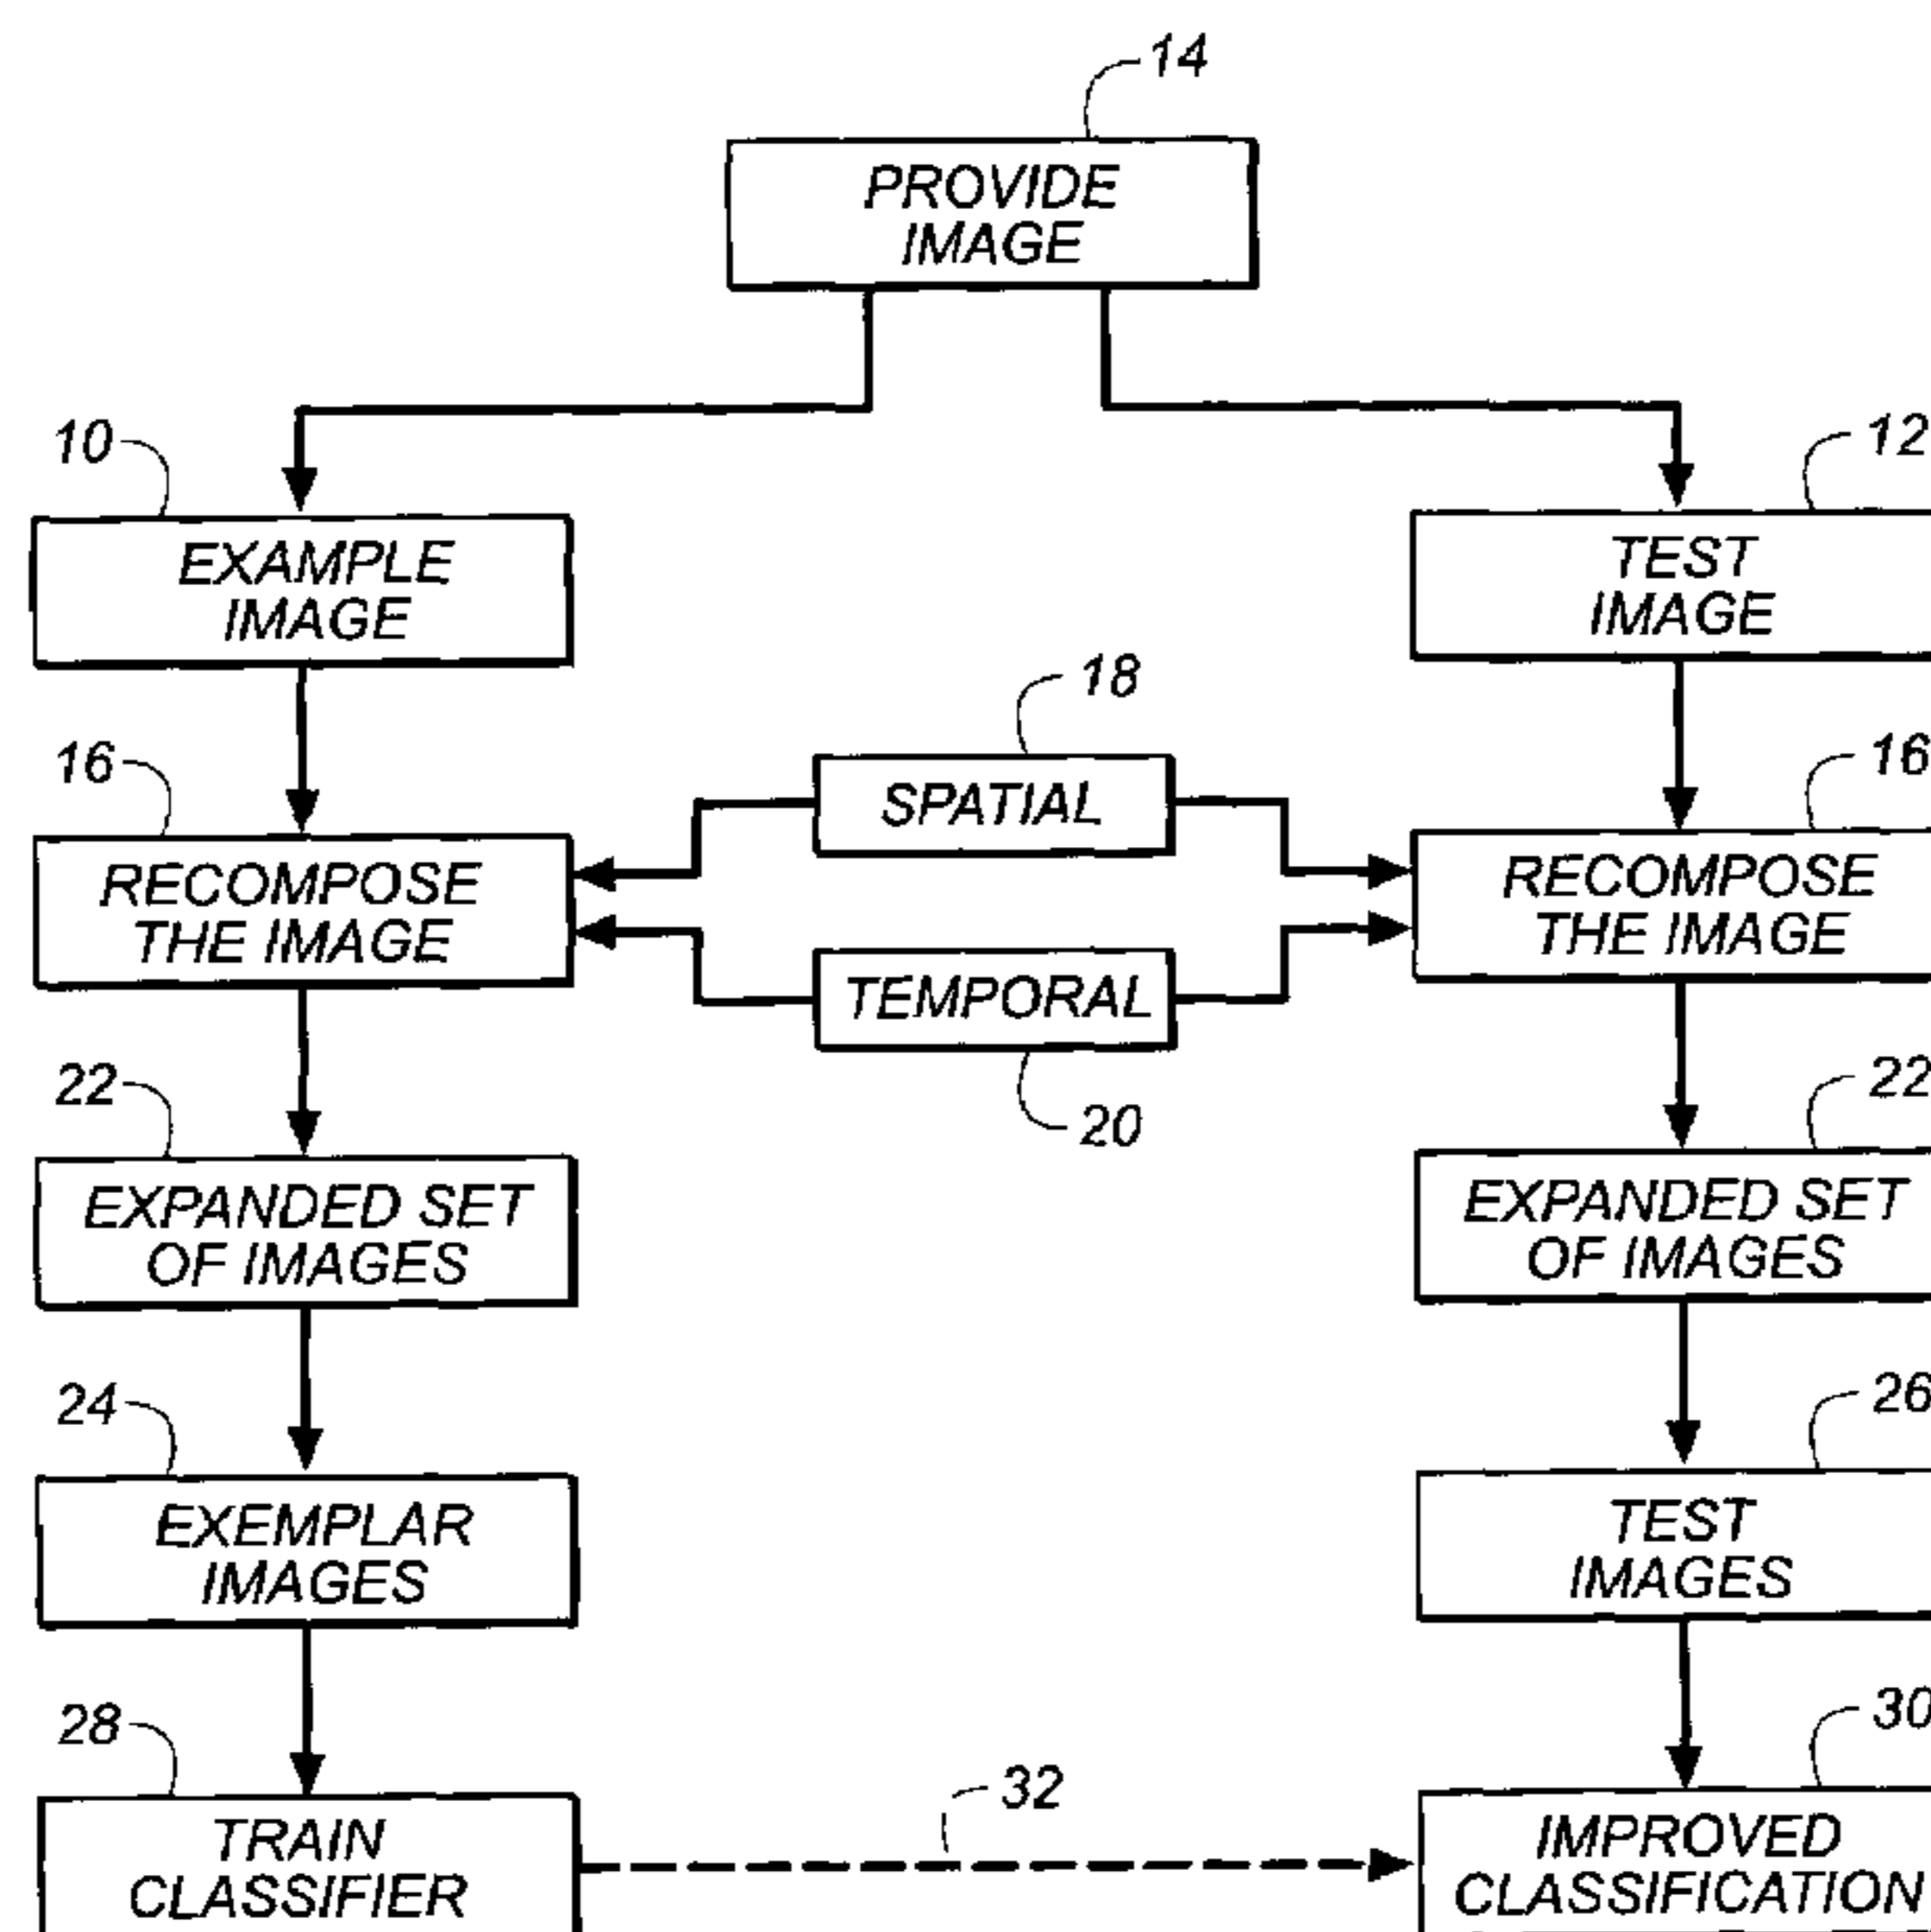 14
PROVIDE
IMAGE
10
12
EXAMPLE
IMAGE
TEST
IMAGE
18
16
16
SPATIAL
RECOMPOSE
THE IMAGE
RECOMPOSE
THE IMAGE
TEMPORAL
20
22
22
EXPANDED SET
OF IMAGES
EXPANDED SET
OF IMAGES
24
26
EXEMPLAR
IMAGES
TEST
IMAGES
28
30
32
TRAIN
CLASSIFIER
IMPROVED
CLASSIFICATION